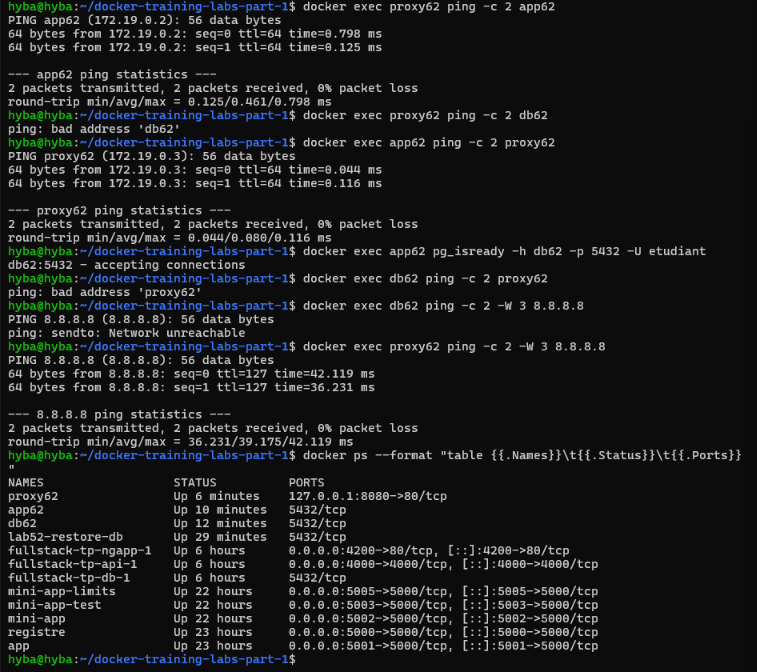 hyba@hyba:~/docker-training-labs-part-1$ docker exec proxy62 ping -c 2 app62
PING app62 (172.19.0.2): 56 data bytes
64 bytes from 172.19.0.2: seq=0 ttl=64 time=0.798 ms
64 bytes from 172.19.0.2: seq=1 ttl=64 time=0.125 ms

--- app62 ping statistics ---
2 packets transmitted, 2 packets received, 0% packet loss
round-trip min/avg/max = 0.125/0.461/0.798 ms
hyba@hyba:~/docker-training-labs-part-1$ docker exec proxy62 ping -c 2 db62
ping: bad address 'db62'
hyba@hyba:~/docker-training-labs-part-1$ docker exec app62 ping -c 2 proxy62
PING proxy62 (172.19.0.3): 56 data bytes
64 bytes from 172.19.0.3: seq=0 ttl=64 time=0.044 ms
64 bytes from 172.19.0.3: seq=1 ttl=64 time=0.116 ms

--- proxy62 ping statistics ---
2 packets transmitted, 2 packets received, 0% packet loss
round-trip min/avg/max = 0.044/0.080/0.116 ms
hyba@hyba:~/docker-training-labs-part-1$ docker exec app62 pg_isready -h db62 -p 5432 -U etudiant
db62:5432 - accepting connections
hyba@hyba:~/docker-training-labs-part-1$ docker exec db62 ping -c 2 proxy62
ping: bad address 'proxy62'
hyba@hyba:~/docker-training-labs-part-1$ docker exec db62 ping -c 2 -W 3 8.8.8.8
PING 8.8.8.8 (8.8.8.8): 56 data bytes
ping: sendto: Network unreachable
hyba@hyba:~/docker-training-labs-part-1$ docker exec proxy62 ping -c 2 -W 3 8.8.8.8
PING 8.8.8.8 (8.8.8.8): 56 data bytes
64 bytes from 8.8.8.8: seq=0 ttl=127 time=42.119 ms
64 bytes from 8.8.8.8: seq=1 ttl=127 time=36.231 ms

--- 8.8.8.8 ping statistics ---
2 packets transmitted, 2 packets received, 0% packet loss
round-trip min/avg/max = 36.231/39.175/42.119 ms
hyba@hyba:~/docker-training-labs-part-1$ docker ps --format "table {{.Names}}\t{{.Status}}\t{{.Ports}}
"
NAMES STATUS PORTS
proxy62 Up 6 minutes 127.0.0.1:8080->80/tcp
app62 Up 10 minutes 5432/tcp
db62 Up 12 minutes 5432/tcp
lab52-restore-db Up 29 minutes 5432/tcp
fullstack-tp-ngapp-1 Up 6 hours 0.0.0.0:4200->80/tcp, [::]:4200->80/tcp
fullstack-tp-api-1 Up 6 hours 0.0.0.0:4000->4000/tcp, [::]:4000->4000/tcp
fullstack-tp-db-1 Up 6 hours 5432/tcp
mini-app-limits Up 22 hours 0.0.0.0:5005->5000/tcp, [::]:5005->5000/tcp
mini-app-test Up 22 hours 0.0.0.0:5003->5000/tcp, [::]:5003->5000/tcp
mini-app Up 22 hours 0.0.0.0:5002->5000/tcp, [::]:5002->5000/tcp
registre Up 23 hours 0.0.0.0:5000->5000/tcp, [::]:5000->5000/tcp
app Up 23 hours 0.0.0.0:5001->5000/tcp, [::]:5001->5000/tcp
hyba@hyba:~/docker-training-labs-part-1$